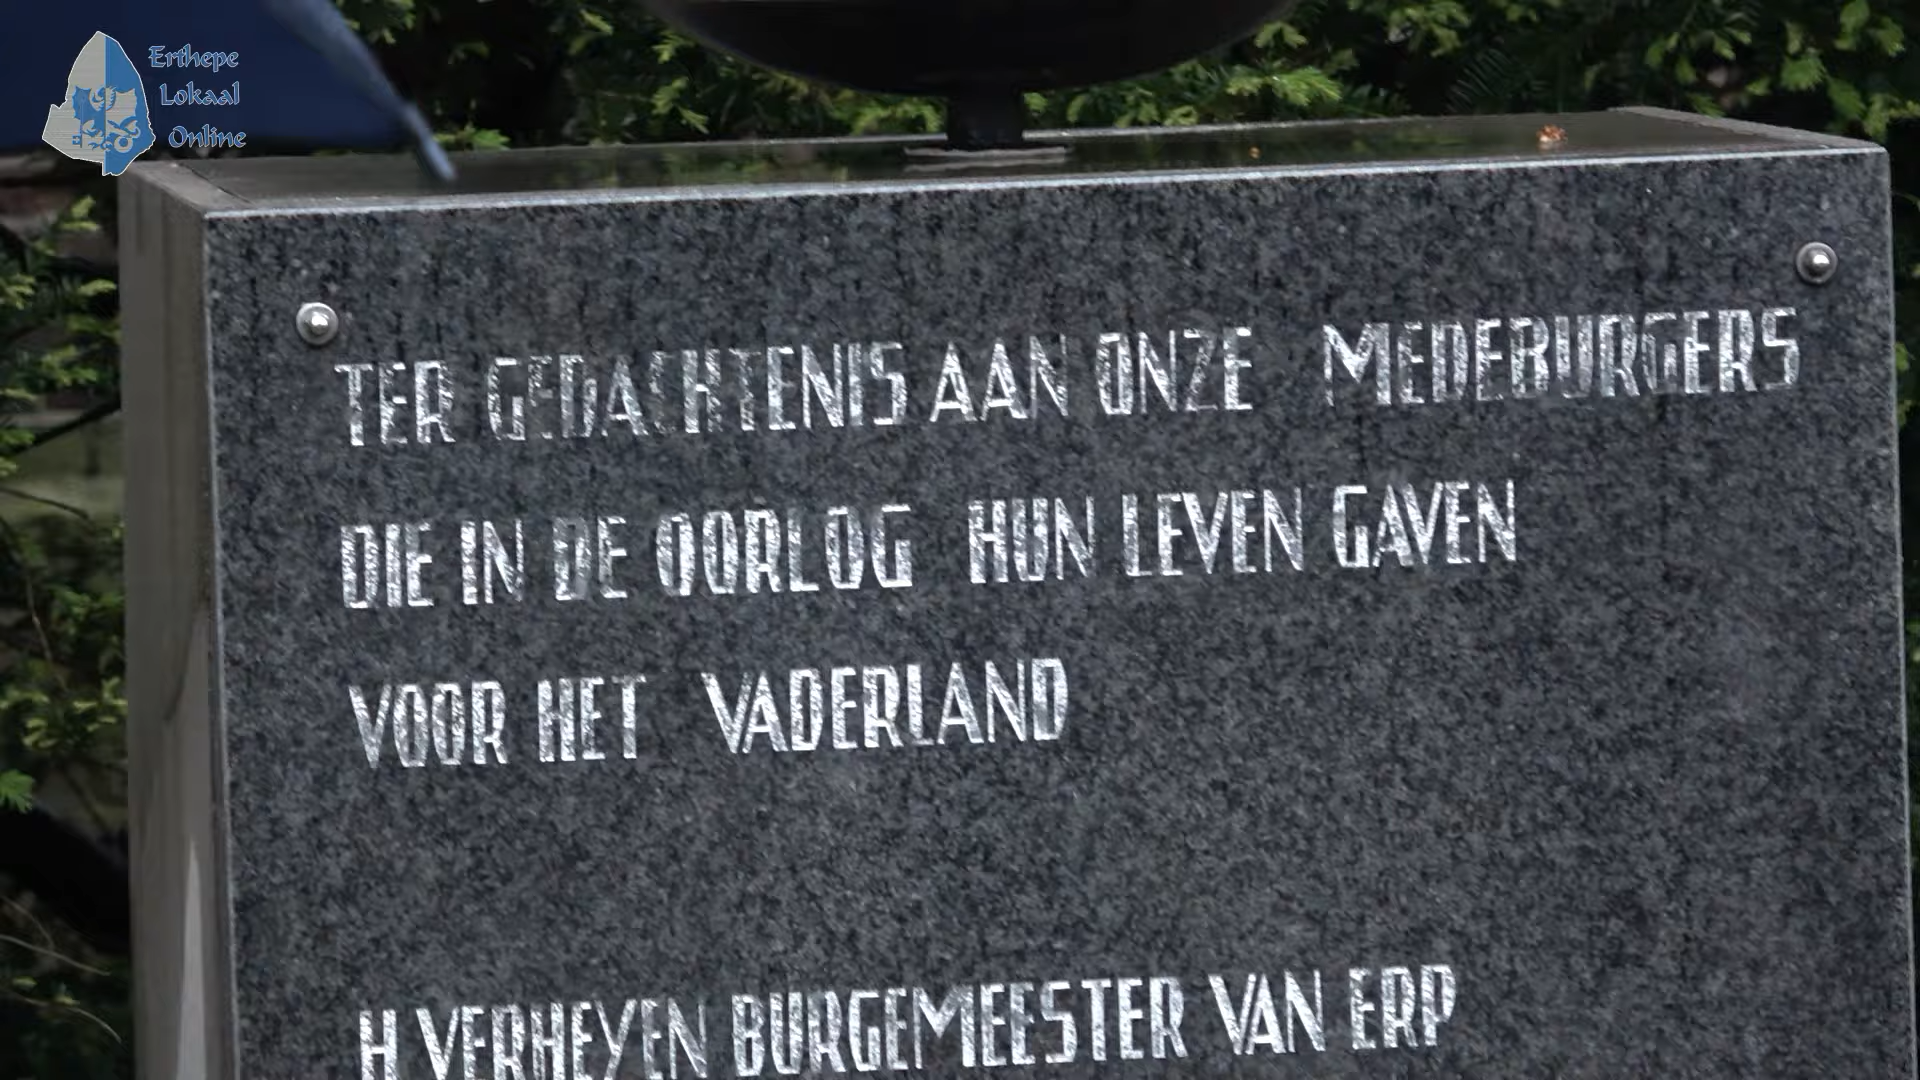 Erthepe
Lokaal
Online
TER GEDACHTENIS AAN ONZE MEDEBURGERS
DIE IN DE OORLOG HUN LEVEN GAVEN
VOOR HET VADERLAND
H VERHEYEN BURGEMEESTER VAN ERP